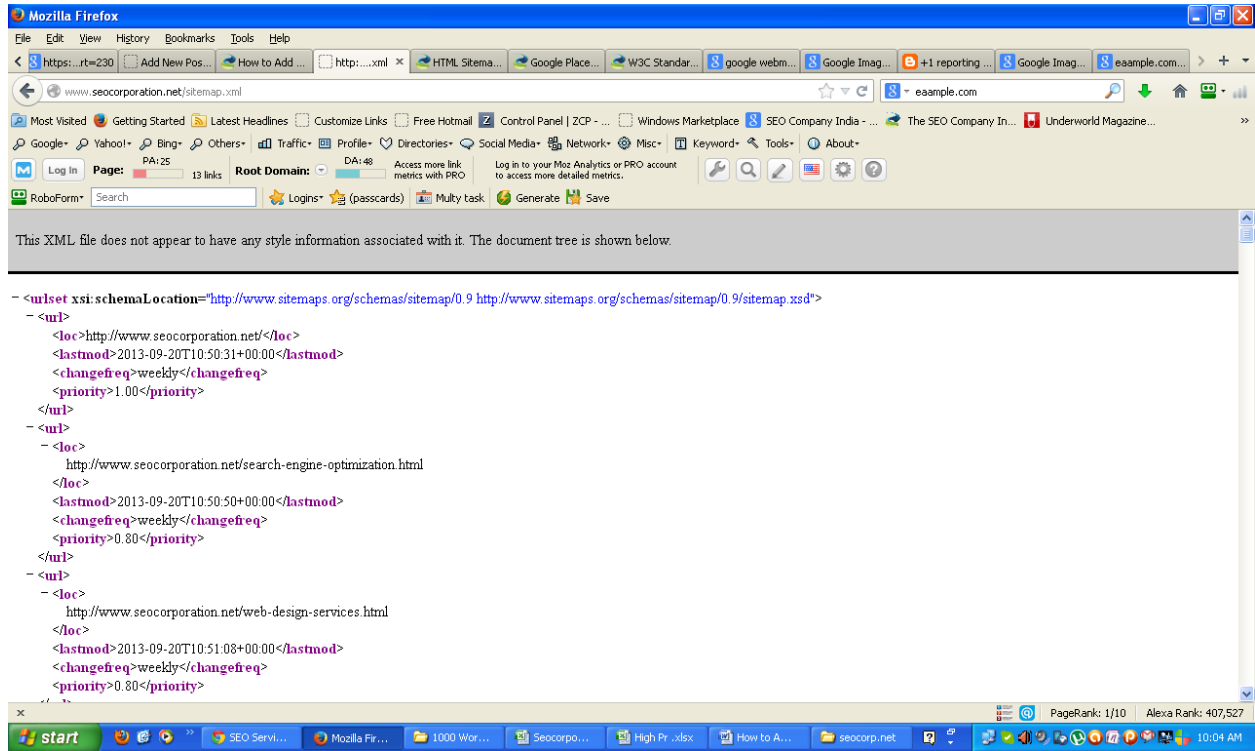 Mozilla Firefox
File Edit View History Bookmarks Tools Help
https:...rt=230 Add New Pos... How to Add ... http:....xml × HTML Sitema... Google Place... W3C Standar... google webm... Google Imag... +1 reporting ... Google Imag... eaample.com...
www.seocorporation.net/sitemap.xml eaample.com
Most Visited Getting Started Latest Headlines Customize Links Free Hotmail Control Panel | ZCP - ... Windows Marketplace SEO Company India - ... The SEO Company In... Underworld Magazine...
Google Yahoo! Bing Others Traffic Profile Directories Social Media Network Misc Keyword Tools About
Log In Page: PA: 25 13 links Root Domain: DA: 48 Access more link metrics with PRO Log in to your Moz Analytics or PRO account to access more detailed metrics.
RoboForm Search Logins (passcards) Multy task Generate Save
This XML file does not appear to have any style information associated with it. The document tree is shown below.
− <urlset xsi:schemaLocation="http://www.sitemaps.org/schemas/sitemap/0.9 http://www.sitemaps.org/schemas/sitemap/0.9/sitemap.xsd">
− <url>
<loc>http://www.seocorporation.net/</loc>
<lastmod>2013-09-20T10:50:31+00:00</lastmod>
<changefreq>weekly</changefreq>
<priority>1.00</priority>
</url>
− <url>
− <loc>
http://www.seocorporation.net/search-engine-optimization.html
</loc>
<lastmod>2013-09-20T10:50:50+00:00</lastmod>
<changefreq>weekly</changefreq>
<priority>0.80</priority>
</url>
− <url>
− <loc>
http://www.seocorporation.net/web-design-services.html
</loc>
<lastmod>2013-09-20T10:51:08+00:00</lastmod>
<changefreq>weekly</changefreq>
<priority>0.80</priority>
× PageRank: 1/10 Alexa Rank: 407,527
start SEO Servi... Mozilla Fir... 1000 Wor... Seocorpo... High Pr .xlsx How to A... seocorp.net 10:04 AM